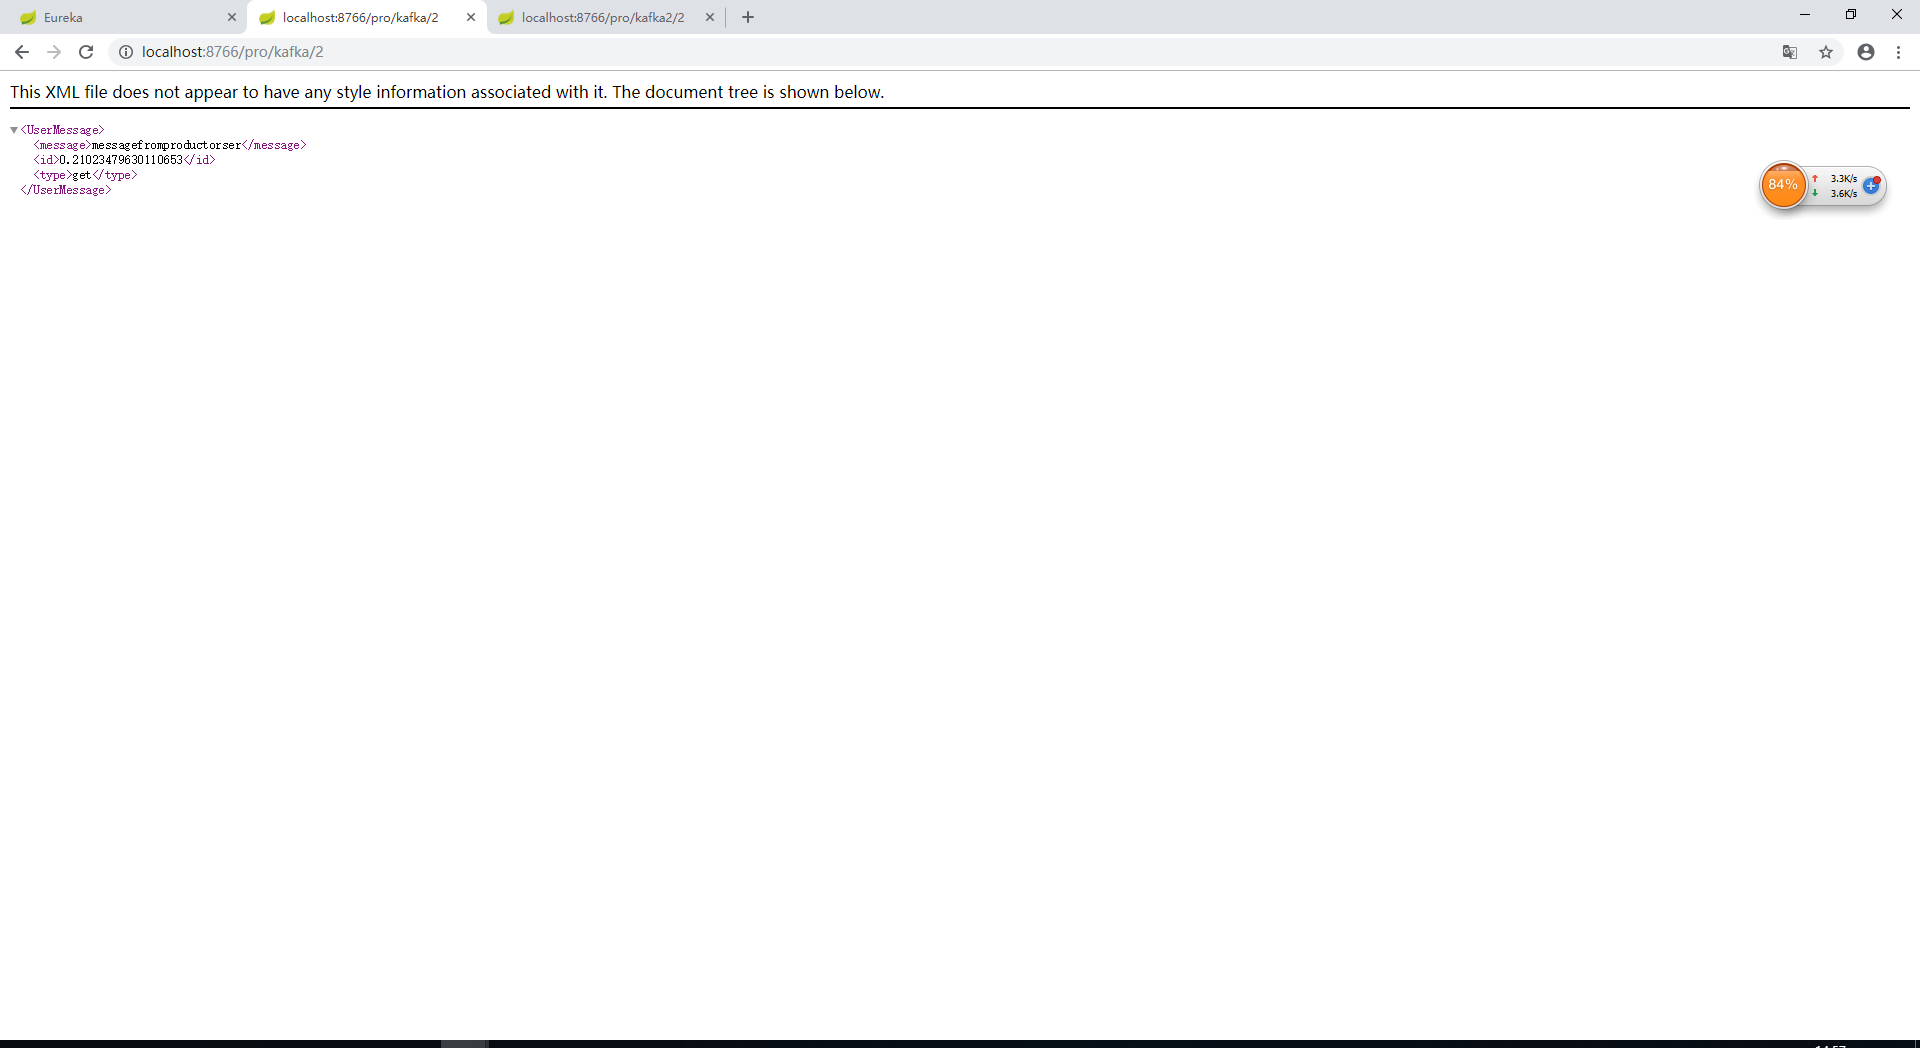 Eureka
localhost:8766/pro/kafka/2
localhost:8766/pro/kafka2/2
localhost:8766/pro/kafka/2
This XML file does not appear to have any style information associated with it. The document tree is shown below.
<UserMessage>
<message>messagefromproductorser</message>
<id>0.21023479630110653</id>
<type>get</type>
</UserMessage>
84%
3.3K/s
3.6K/s